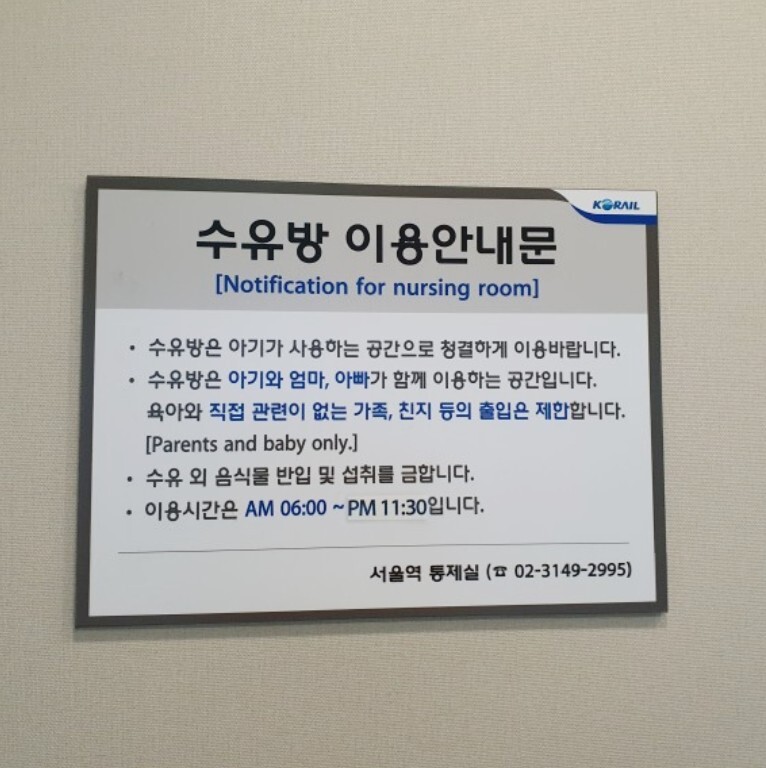 KORAIL
수유방 이용안내문
[Notification for nursing room]
• 수유방은 아기가 사용하는 공간으로 청결하게 이용바랍니다.
• 수유방은 아기와 엄마, 아빠가 함께 이용하는 공간입니다.
육아와 직접 관련이 없는 가족, 친지 등의 출입은 제한합니다.
[Parents and baby only.]
• 수유 외 음식물 반입 및 섭취를 금합니다.
• 이용시간은 AM 06:00 ~ PM 11:30입니다.
서울역 통제실 (☎ 02-3149-2995)